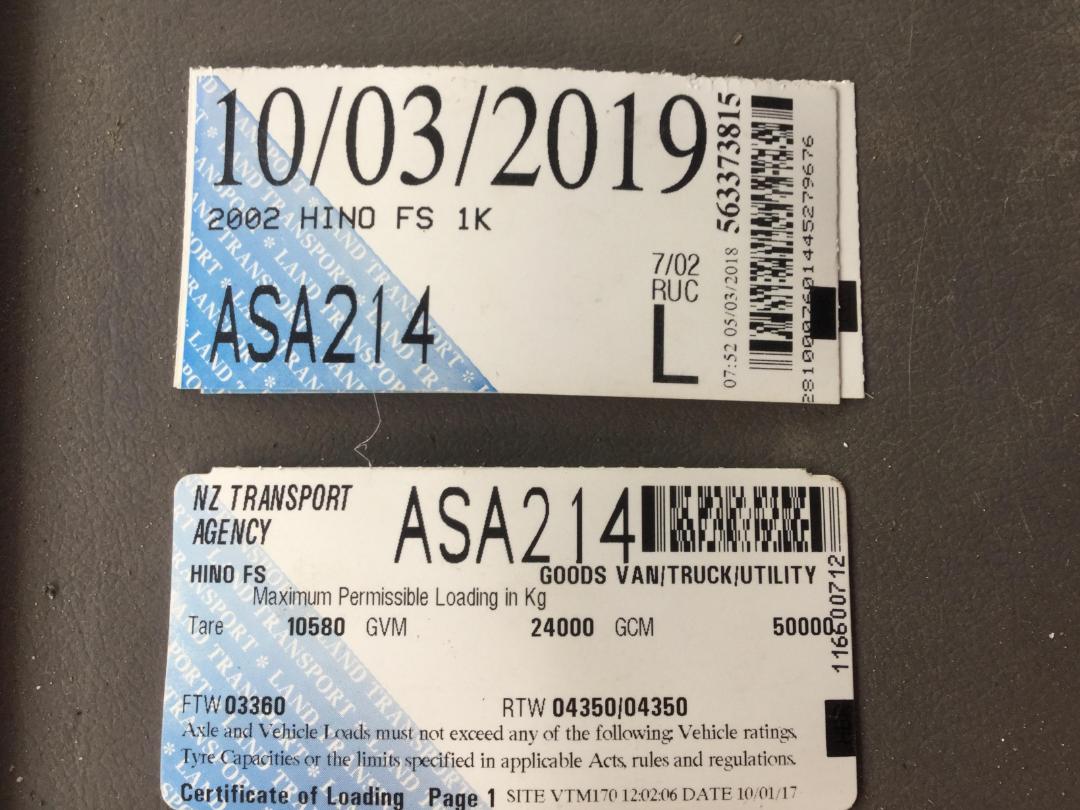 10/03/2019
2002 HINO FS 1K
ASA214
7/02
RUC
L
07:52 05/03/2018 563373815
NZ TRANSPORT
AGENCY
ASA214
HINO FS
GOODS VAN/TRUCK/UTILITY
Maximum Permissible Loading in Kg
Tare 10580 GVM 24000 GCM 50000
116600712
FTW 03360 RTW 04350/04350
Axle and Vehicle Loads must not exceed any of the following: Vehicle ratings,
Tyre Capacities or the limits specified in applicable Acts, rules and regulations.
Certificate of Loading Page 1 SITE VTM170 12:02:06 DATE 10/01/17